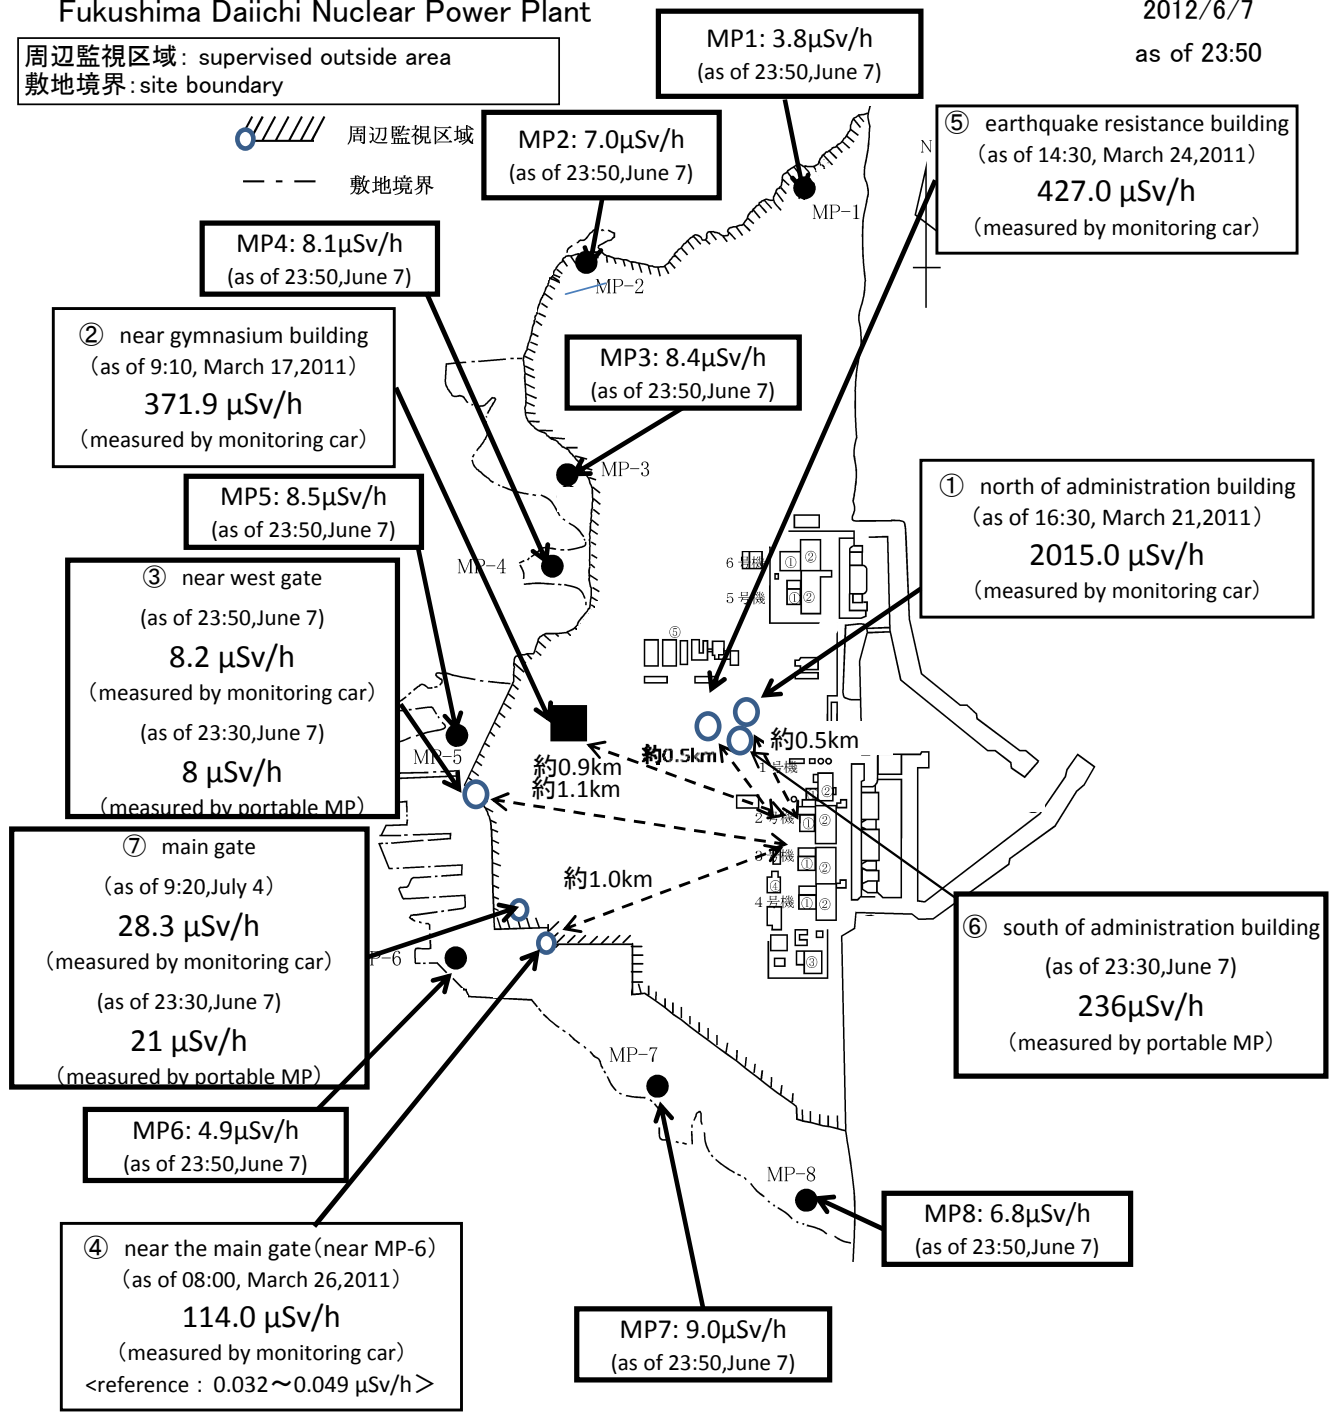 Fukushima Daiichi Nuclear Power Plant
2012/6/7
as of 23:50
周辺監視区域: supervised outside area
敷地境界:site boundary
周辺監視区域
敷地境界
MP1: 3.8μSv/h
(as of 23:50,June 7)
MP2: 7.0μSv/h
(as of 23:50,June 7)
⑤ earthquake resistance building
(as of 14:30, March 24,2011)
427.0 μSv/h
(measured by monitoring car)
N
MP-1
MP4: 8.1μSv/h
(as of 23:50,June 7)
MP-2
② near gymnasium building
(as of 9:10, March 17,2011)
371.9 μSv/h
(measured by monitoring car)
MP3: 8.4μSv/h
(as of 23:50,June 7)
MP-3
MP5: 8.5μSv/h
(as of 23:50,June 7)
① north of administration building
(as of 16:30, March 21,2011)
2015.0 μSv/h
(measured by monitoring car)
MP-4
6号機
① ②
5号機
① ②
⑤
③ near west gate
(as of 23:50,June 7)
8.2 μSv/h
(measured by monitoring car)
(as of 23:30,June 7)
8 μSv/h
(measured by portable MP)
MP-5
約0.9km
約1.1km
約0.5km
約0.5km
1号機
②
2号機
① ②
3号機
① ②
④
4号機
① ②
③
約1.0km
⑦ main gate
(as of 9:20,July 4)
28.3 μSv/h
(measured by monitoring car)
(as of 23:30,June 7)
21 μSv/h
(measured by portable MP)
P-6
⑥ south of administration building
(as of 23:30,June 7)
236μSv/h
(measured by portable MP)
MP-7
MP6: 4.9μSv/h
(as of 23:50,June 7)
MP-8
MP8: 6.8μSv/h
(as of 23:50,June 7)
④ near the main gate(near MP-6)
(as of 08:00, March 26,2011)
114.0 μSv/h
(measured by monitoring car)
<reference : 0.032～0.049 μSv/h>
MP7: 9.0μSv/h
(as of 23:50,June 7)